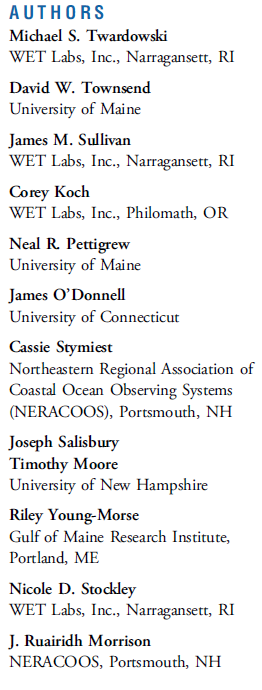 AUTHORS
Michael S. Twardowski
WET Labs, Inc., Narragansett, RI
David W. Townsend
University of Maine
James M. Sullivan
WET Labs, Inc., Narragansett, RI
Corey Koch
WET Labs, Inc., Philomath, OR
Neal R. Pettigrew
University of Maine
James O’Donnell
University of Connecticut
Cassie Stymiest
Northeastern Regional Association of
Coastal Ocean Observing Systems
(NERACOOS), Portsmouth, NH
Joseph Salisbury
Timothy Moore
University of New Hampshire
Riley Young-Morse
Gulf of Maine Research Institute,
Portland, ME
Nicole D. Stockley
WET Labs, Inc., Narragansett, RI
J. Ruairidh Morrison
NERACOOS, Portsmouth, NH